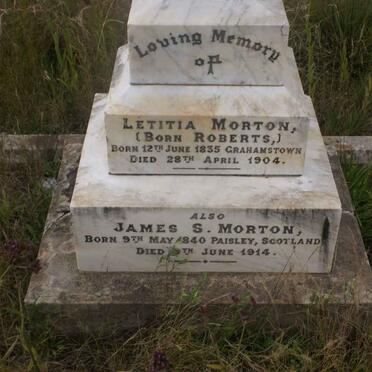 Loving Memory
of
LETITIA MORTON,
(BORN ROBERTS,)
BORN 12TH JUNE 1835 GRAHAMSTOWN
DIED 28TH APRIL 1904.
ALSO
JAMES S. MORTON,
BORN 9TH MAY 1840 PAISLEY, SCOTLAND
DIED JUNE 1914.